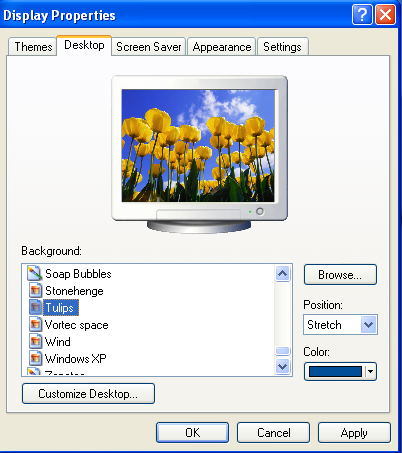 Display Properties
Themes Desktop Screen Saver Appearance Settings
Background:
Soap Bubbles
Stonehenge
Tulips
Vortec space
Wind
Windows XP
Browse...
Position:
Stretch
Color:
Customize Desktop...
OK Cancel Apply